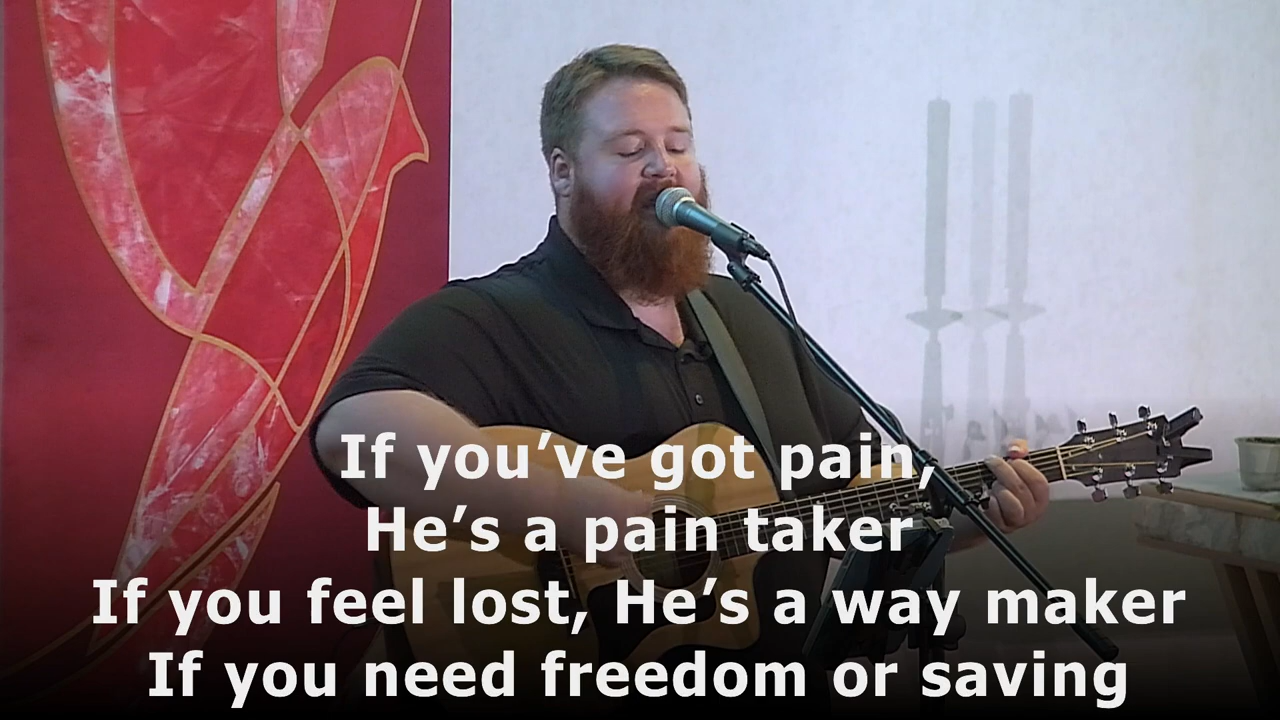 If you’ve got pain,
He’s a pain taker
If you feel lost, He’s a way maker
If you need freedom or saving